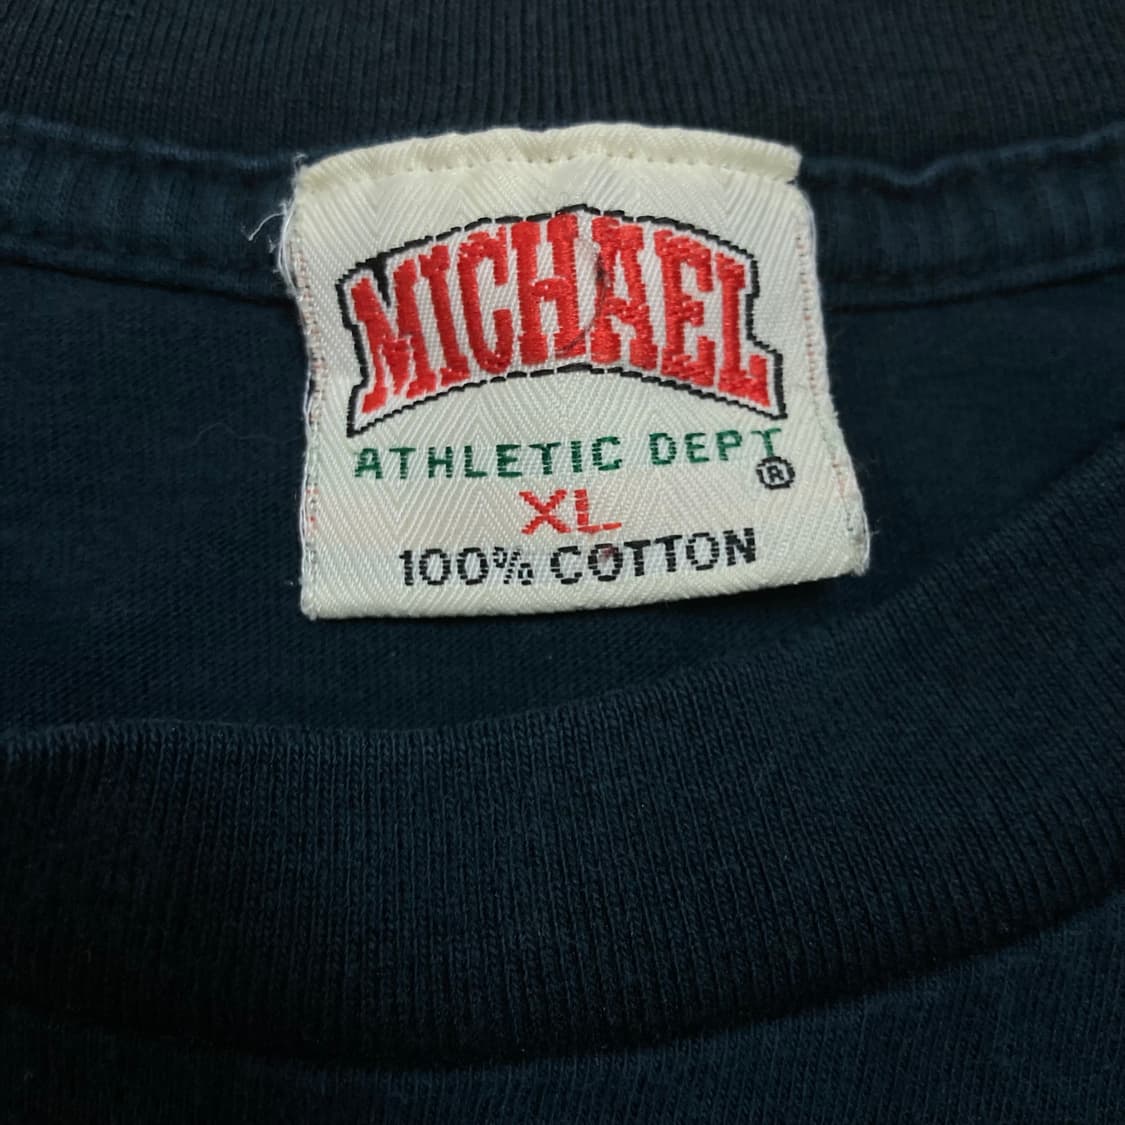 MICHAEL
ATHLETIC DEPT®
XL
100% COTTON